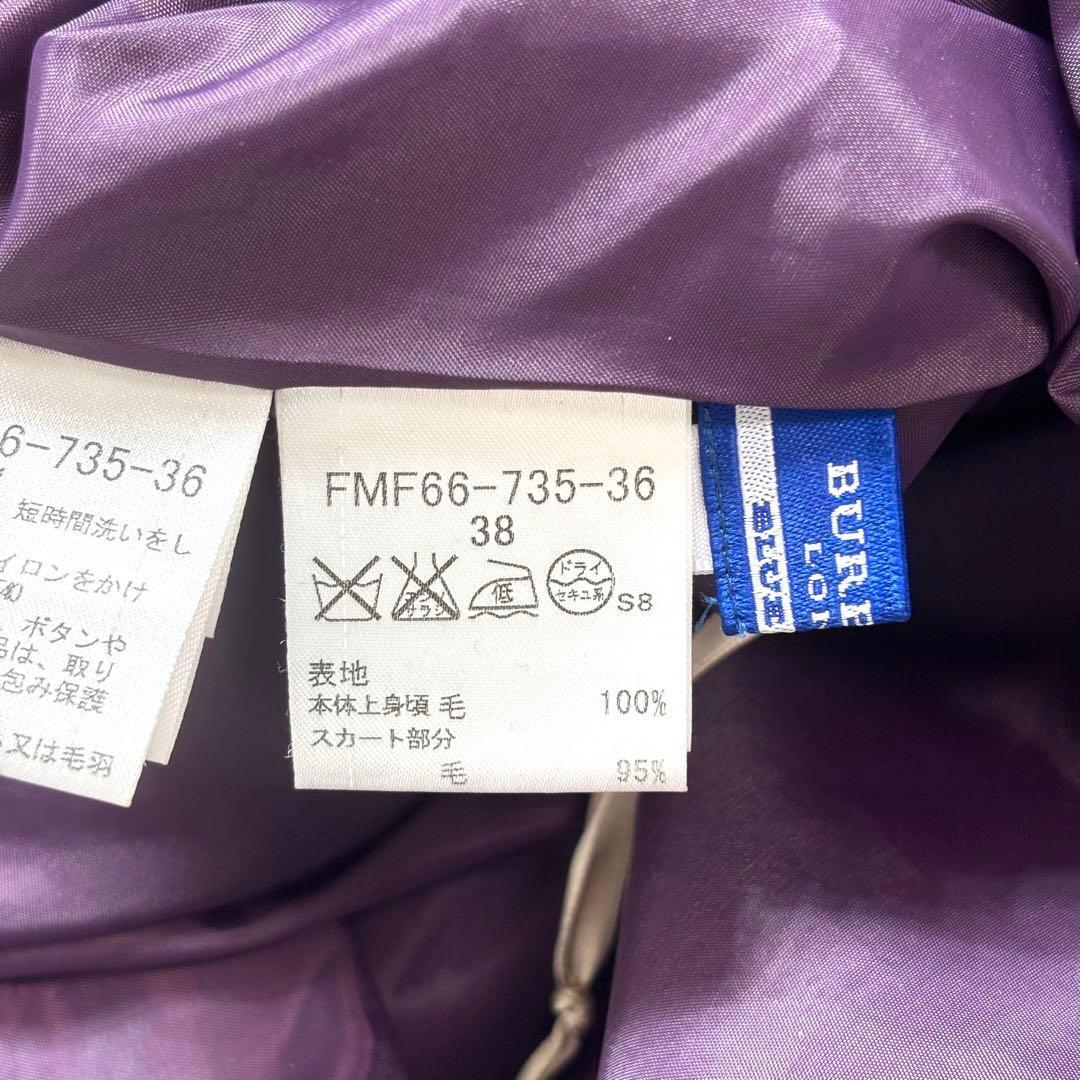 6-735-36
短時間洗いをし
イロンをかけ
ボタンや
品は、取り
包み保護
又は毛羽
FMF66-735-36
38
低
ドライ
セキユ系
S8
表地
本体上身頃 毛 100%
スカート部分
毛 95%
BLUE
BUR
LO